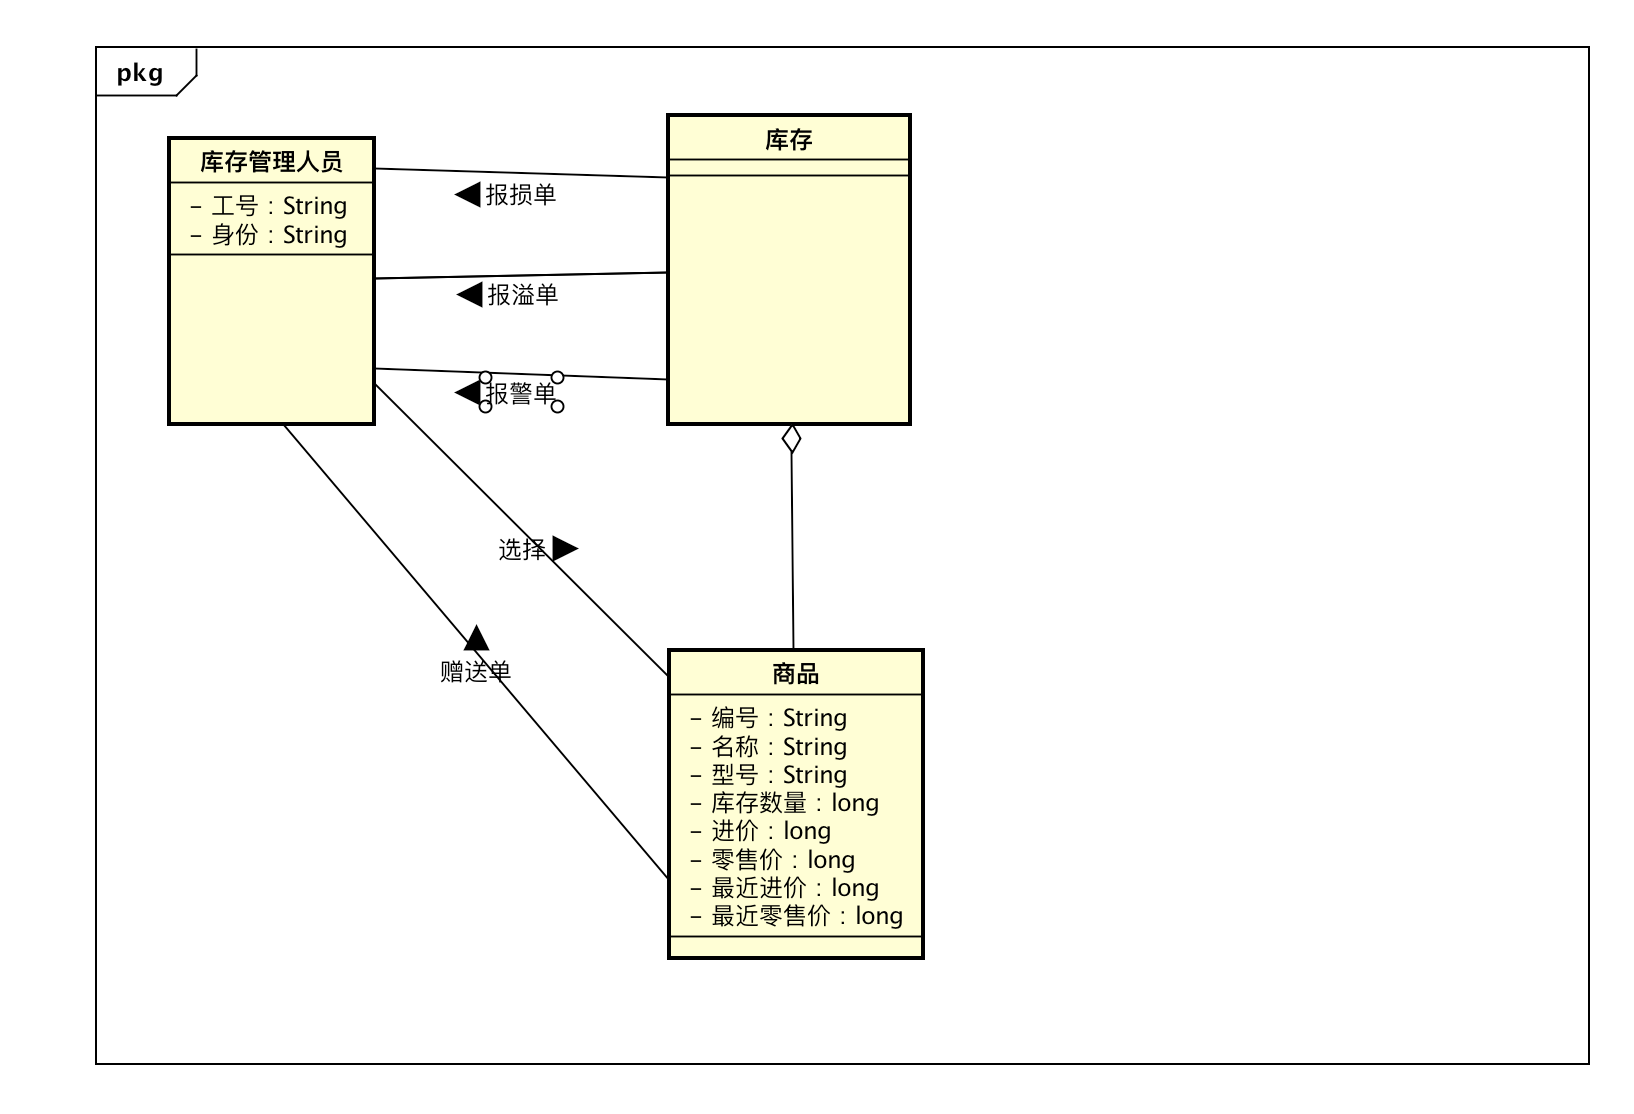 pkg
库存管理人员
– 工号 : String
– 身份 : String
库存
报损单
报溢单
报警单
选择
赠送单
商品
– 编号 : String
– 名称 : String
– 型号 : String
– 库存数量 : long
– 进价 : long
– 零售价 : long
– 最近进价 : long
– 最近零售价 : long